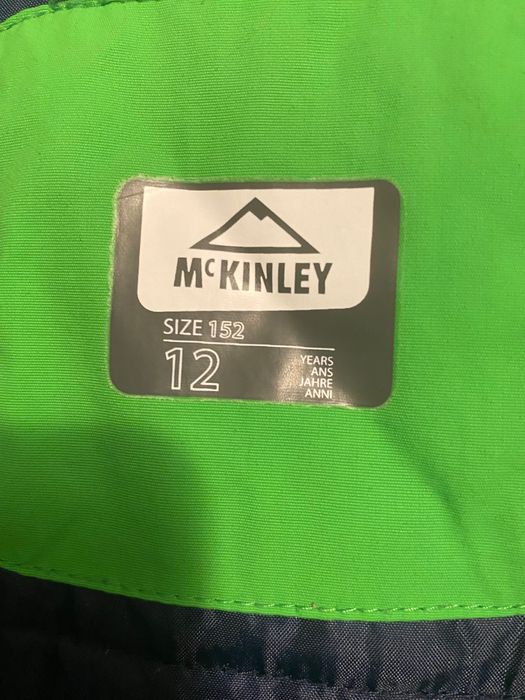 McKINLEY
SIZE 152
12
YEARS
ANS
JAHRE
ANNI